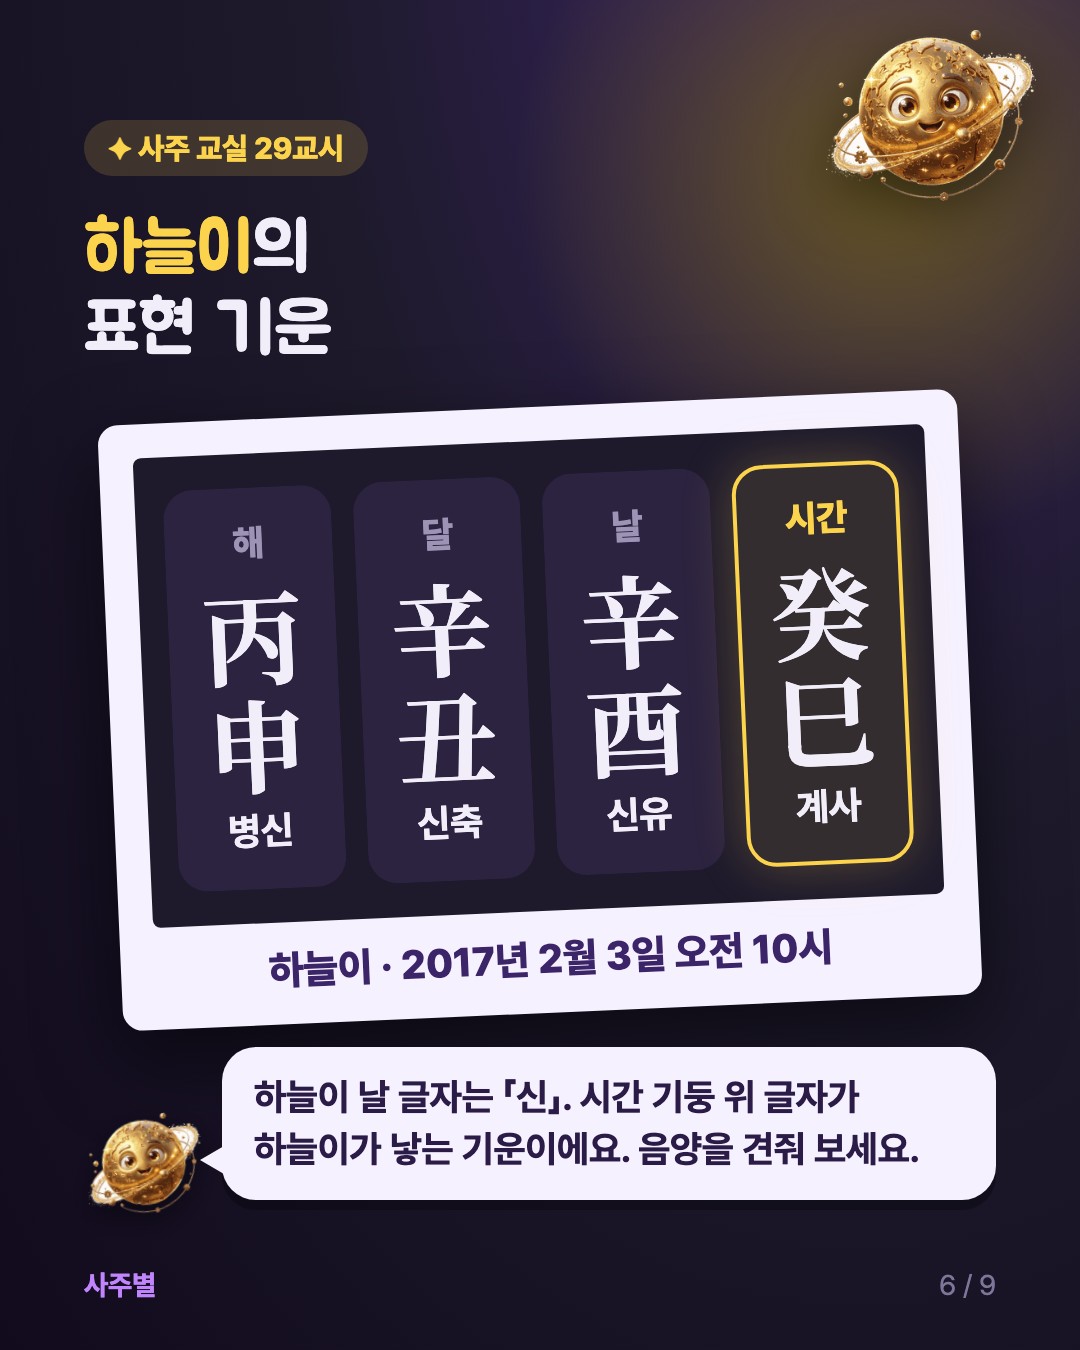 ✦ 사주 교실 29교시
하늘이의
표현 기운
해 달 날 시간
丙 辛 辛 癸
申 丑 酉 巳
병신 신축 신유 계사
하늘이 · 2017년 2월 3일 오전 10시
하늘이 날 글자는 「신」. 시간 기둥 위 글자가
하늘이가 낳는 기운이에요. 음양을 견줘 보세요.
사주별
6 / 9